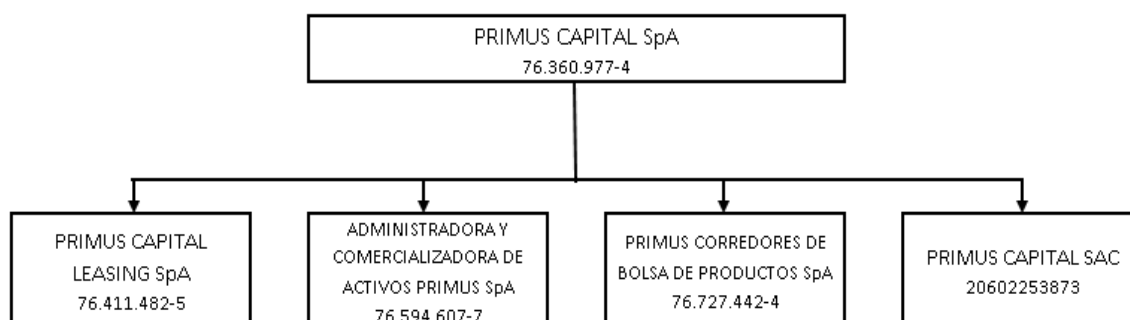 PRIMUS CAPITAL SpA
76.360.977-4
PRIMUS CAPITAL
LEASING SpA
76.411.482-5
ADMINISTRADORA Y
COMERCIALIZADORA DE
ACTIVOS PRIMUS SpA
76.594.607-7
PRIMUS CORREDORES DE
BOLSA DE PRODUCTOS SpA
76.727.442-4
PRIMUS CAPITAL SAC
20602253873